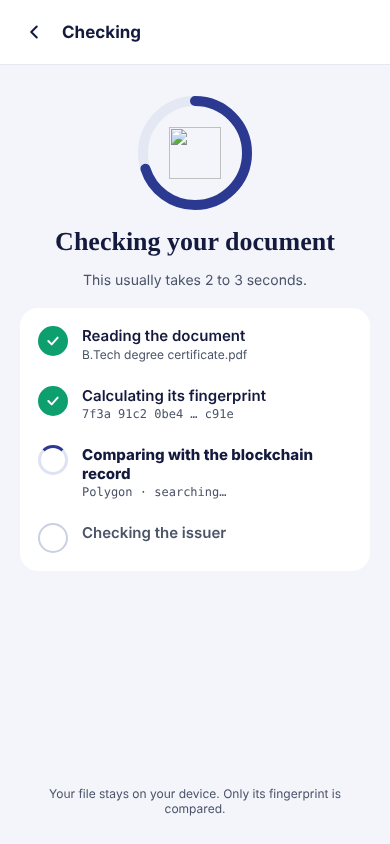 Checking
Checking your document
This usually takes 2 to 3 seconds.
Reading the document
B.Tech degree certificate.pdf
Calculating its fingerprint
7f3a 91c2 0be4 … c91e
Comparing with the blockchain
record
Polygon · searching…
Checking the issuer
Your file stays on your device. Only its fingerprint is
compared.